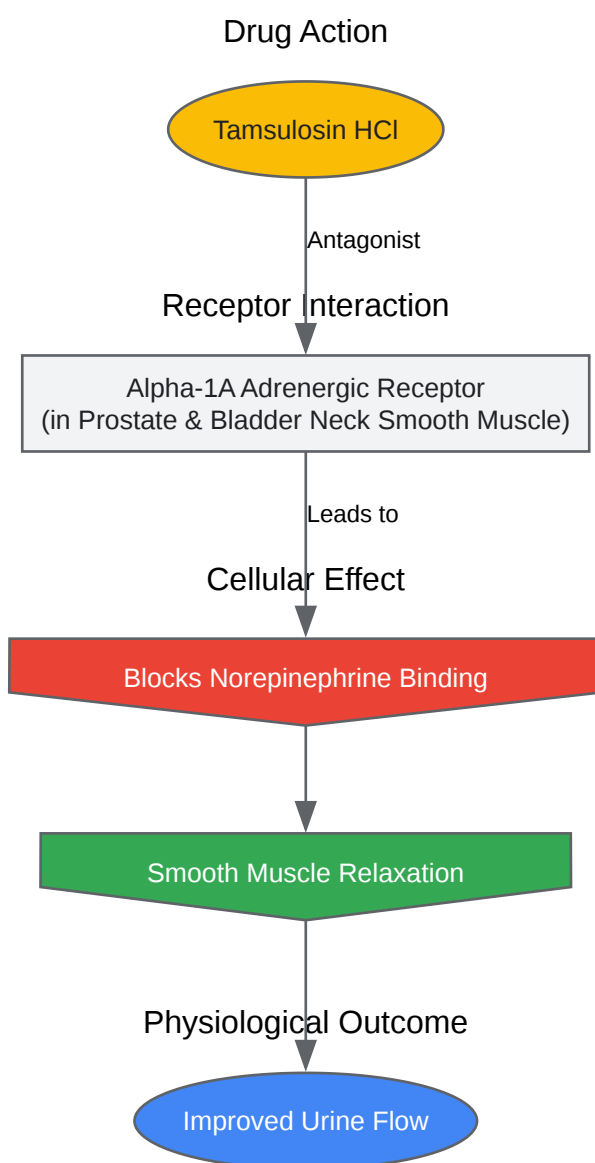 Drug Action
Tamsulosin HCl
Antagonist
Receptor Interaction
Alpha-1A Adrenergic Receptor
(in Prostate & Bladder Neck Smooth Muscle)
Leads to
Cellular Effect
Blocks Norepinephrine Binding
Smooth Muscle Relaxation
Physiological Outcome
Improved Urine Flow